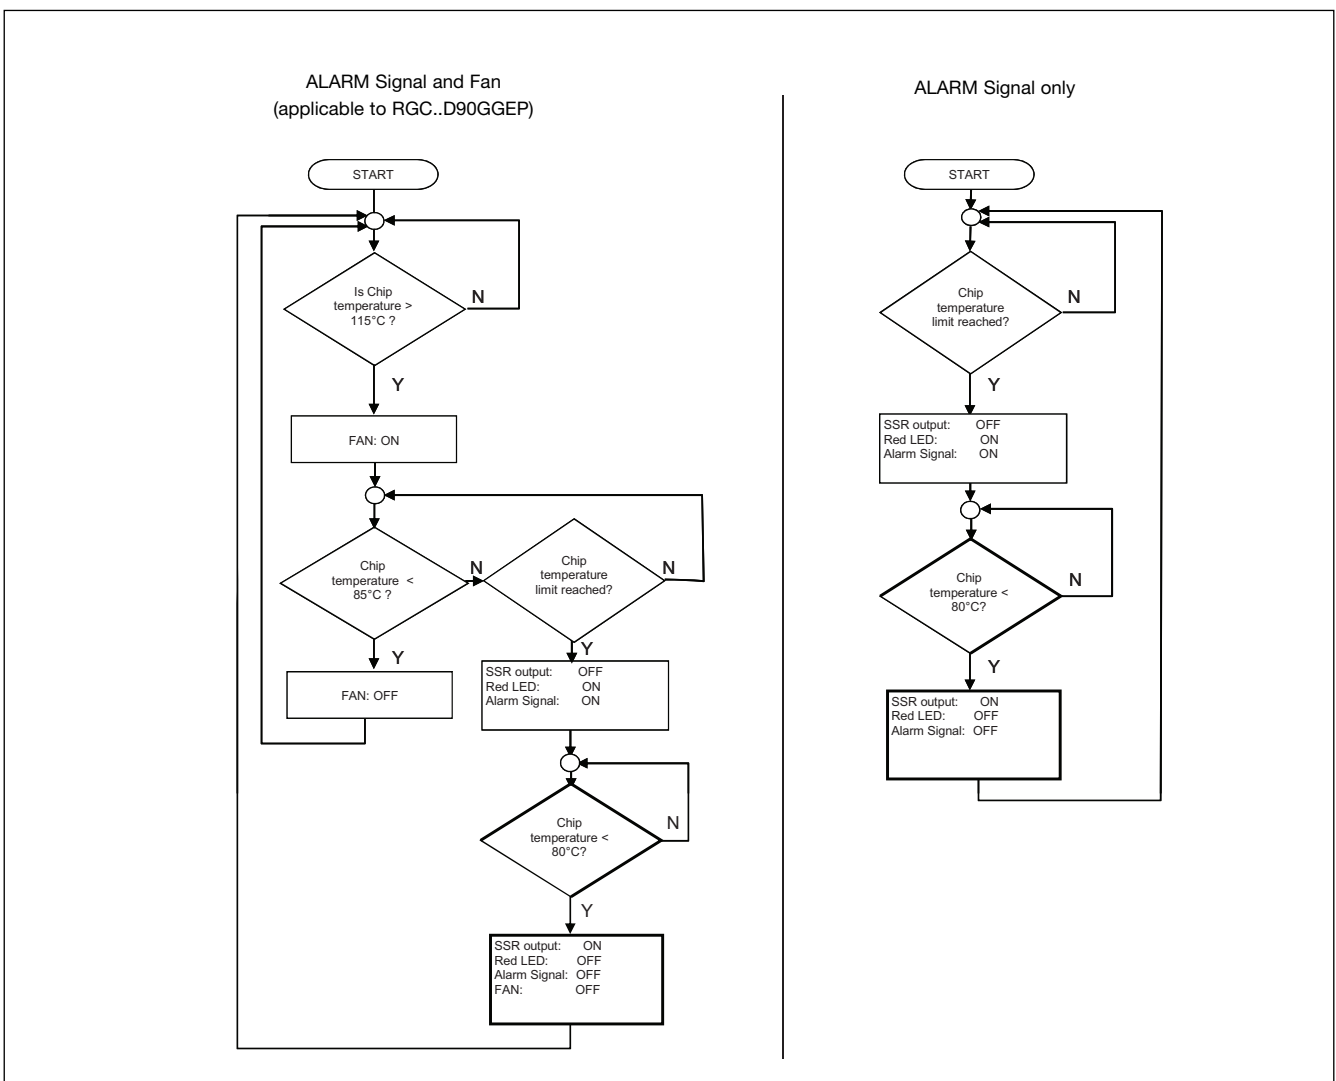 ALARM Signal and Fan
(applicable to RGC..D90GGEP)
START
Is Chip
temperature >
115°C ?
N
Y
FAN: ON
Chip
temperature <
85°C ?
N
Y
FAN: OFF
Chip
temperature
limit reached?
N
Y
SSR output: OFF
Red LED: ON
Alarm Signal: ON
Chip
temperature <
80°C?
N
Y
SSR output: ON
Red LED: OFF
Alarm Signal: OFF
FAN: OFF
ALARM Signal only
START
Chip
temperature
limit reached?
N
Y
SSR output: OFF
Red LED: ON
Alarm Signal: ON
Chip
temperature <
80°C?
N
Y
SSR output: ON
Red LED: OFF
Alarm Signal: OFF